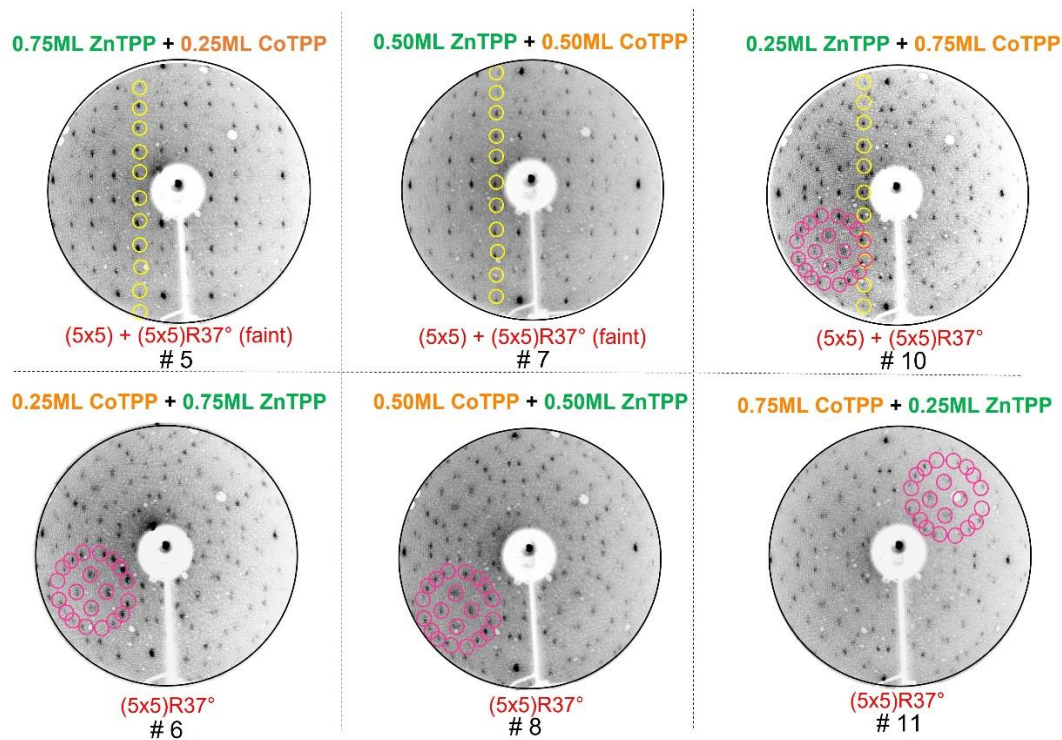 0.75ML ZnTPP + 0.25ML CoTPP
0.50ML ZnTPP + 0.50ML CoTPP
0.25ML ZnTPP + 0.75ML CoTPP
(5x5) + (5x5)R37° (faint)
# 5
(5x5) + (5x5)R37° (faint)
# 7
(5x5) + (5x5)R37°
# 10
0.25ML CoTPP + 0.75ML ZnTPP
0.50ML CoTPP + 0.50ML ZnTPP
0.75ML CoTPP + 0.25ML ZnTPP
(5x5)R37°
# 6
(5x5)R37°
# 8
(5x5)R37°
# 11